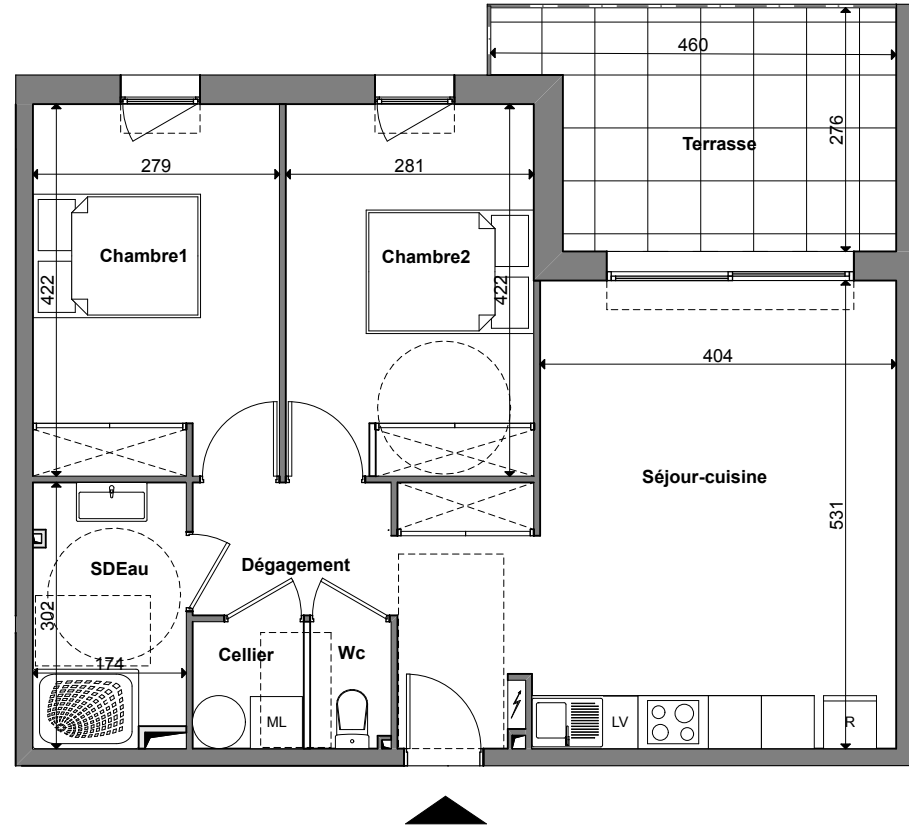 460
276
Terrasse
279
281
Chambre1
Chambre2
422
422
404
Séjour-cuisine
531
SDEau
Dégagement
302
174
Cellier
Wc
ML
LV
R